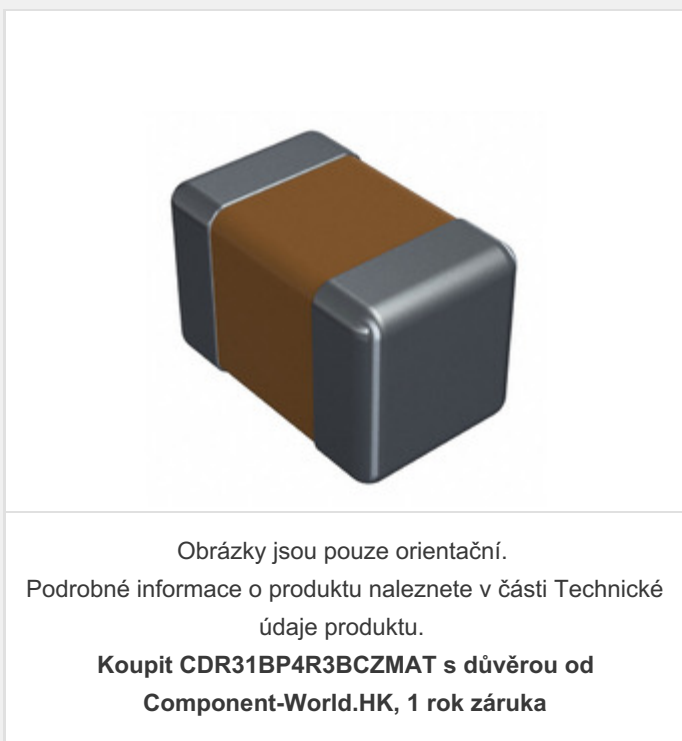 Obrázky jsou pouze orientační.
Podrobné informace o produktu naleznete v části Technické
údaje produktu.
Koupit CDR31BP4R3BCZMAT s důvěrou od
Component-World.HK, 1 rok záruka